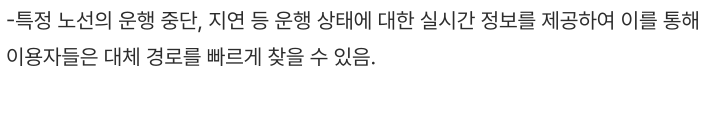 -특정 노선의 운행 중단, 지연 등 운행 상태에 대한 실시간 정보를 제공하여 이를 통해
이용자들은 대체 경로를 빠르게 찾을 수 있음.